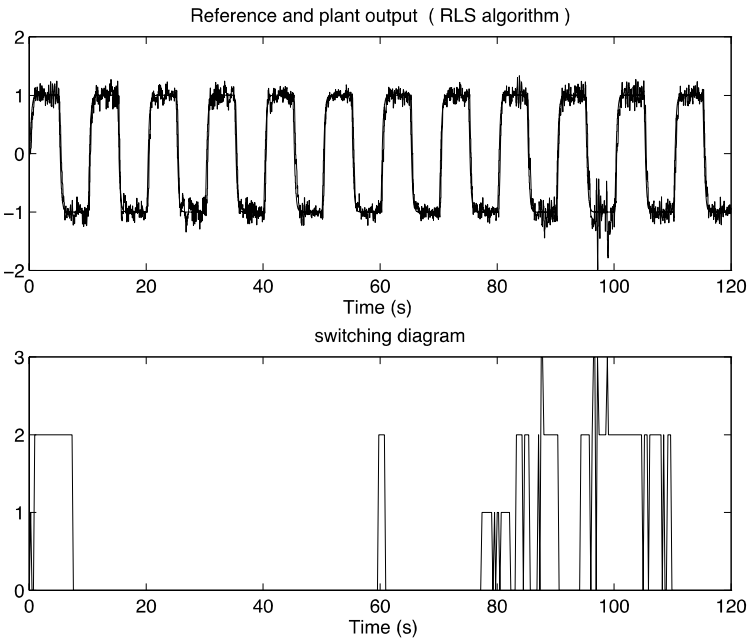 Reference and plant output ( RLS algorithm )
2
1
0
−1
−2
0 20 40 60 80 100 120
Time (s)
switching diagram
3
2
1
0
0 20 40 60 80 100 120
Time (s)